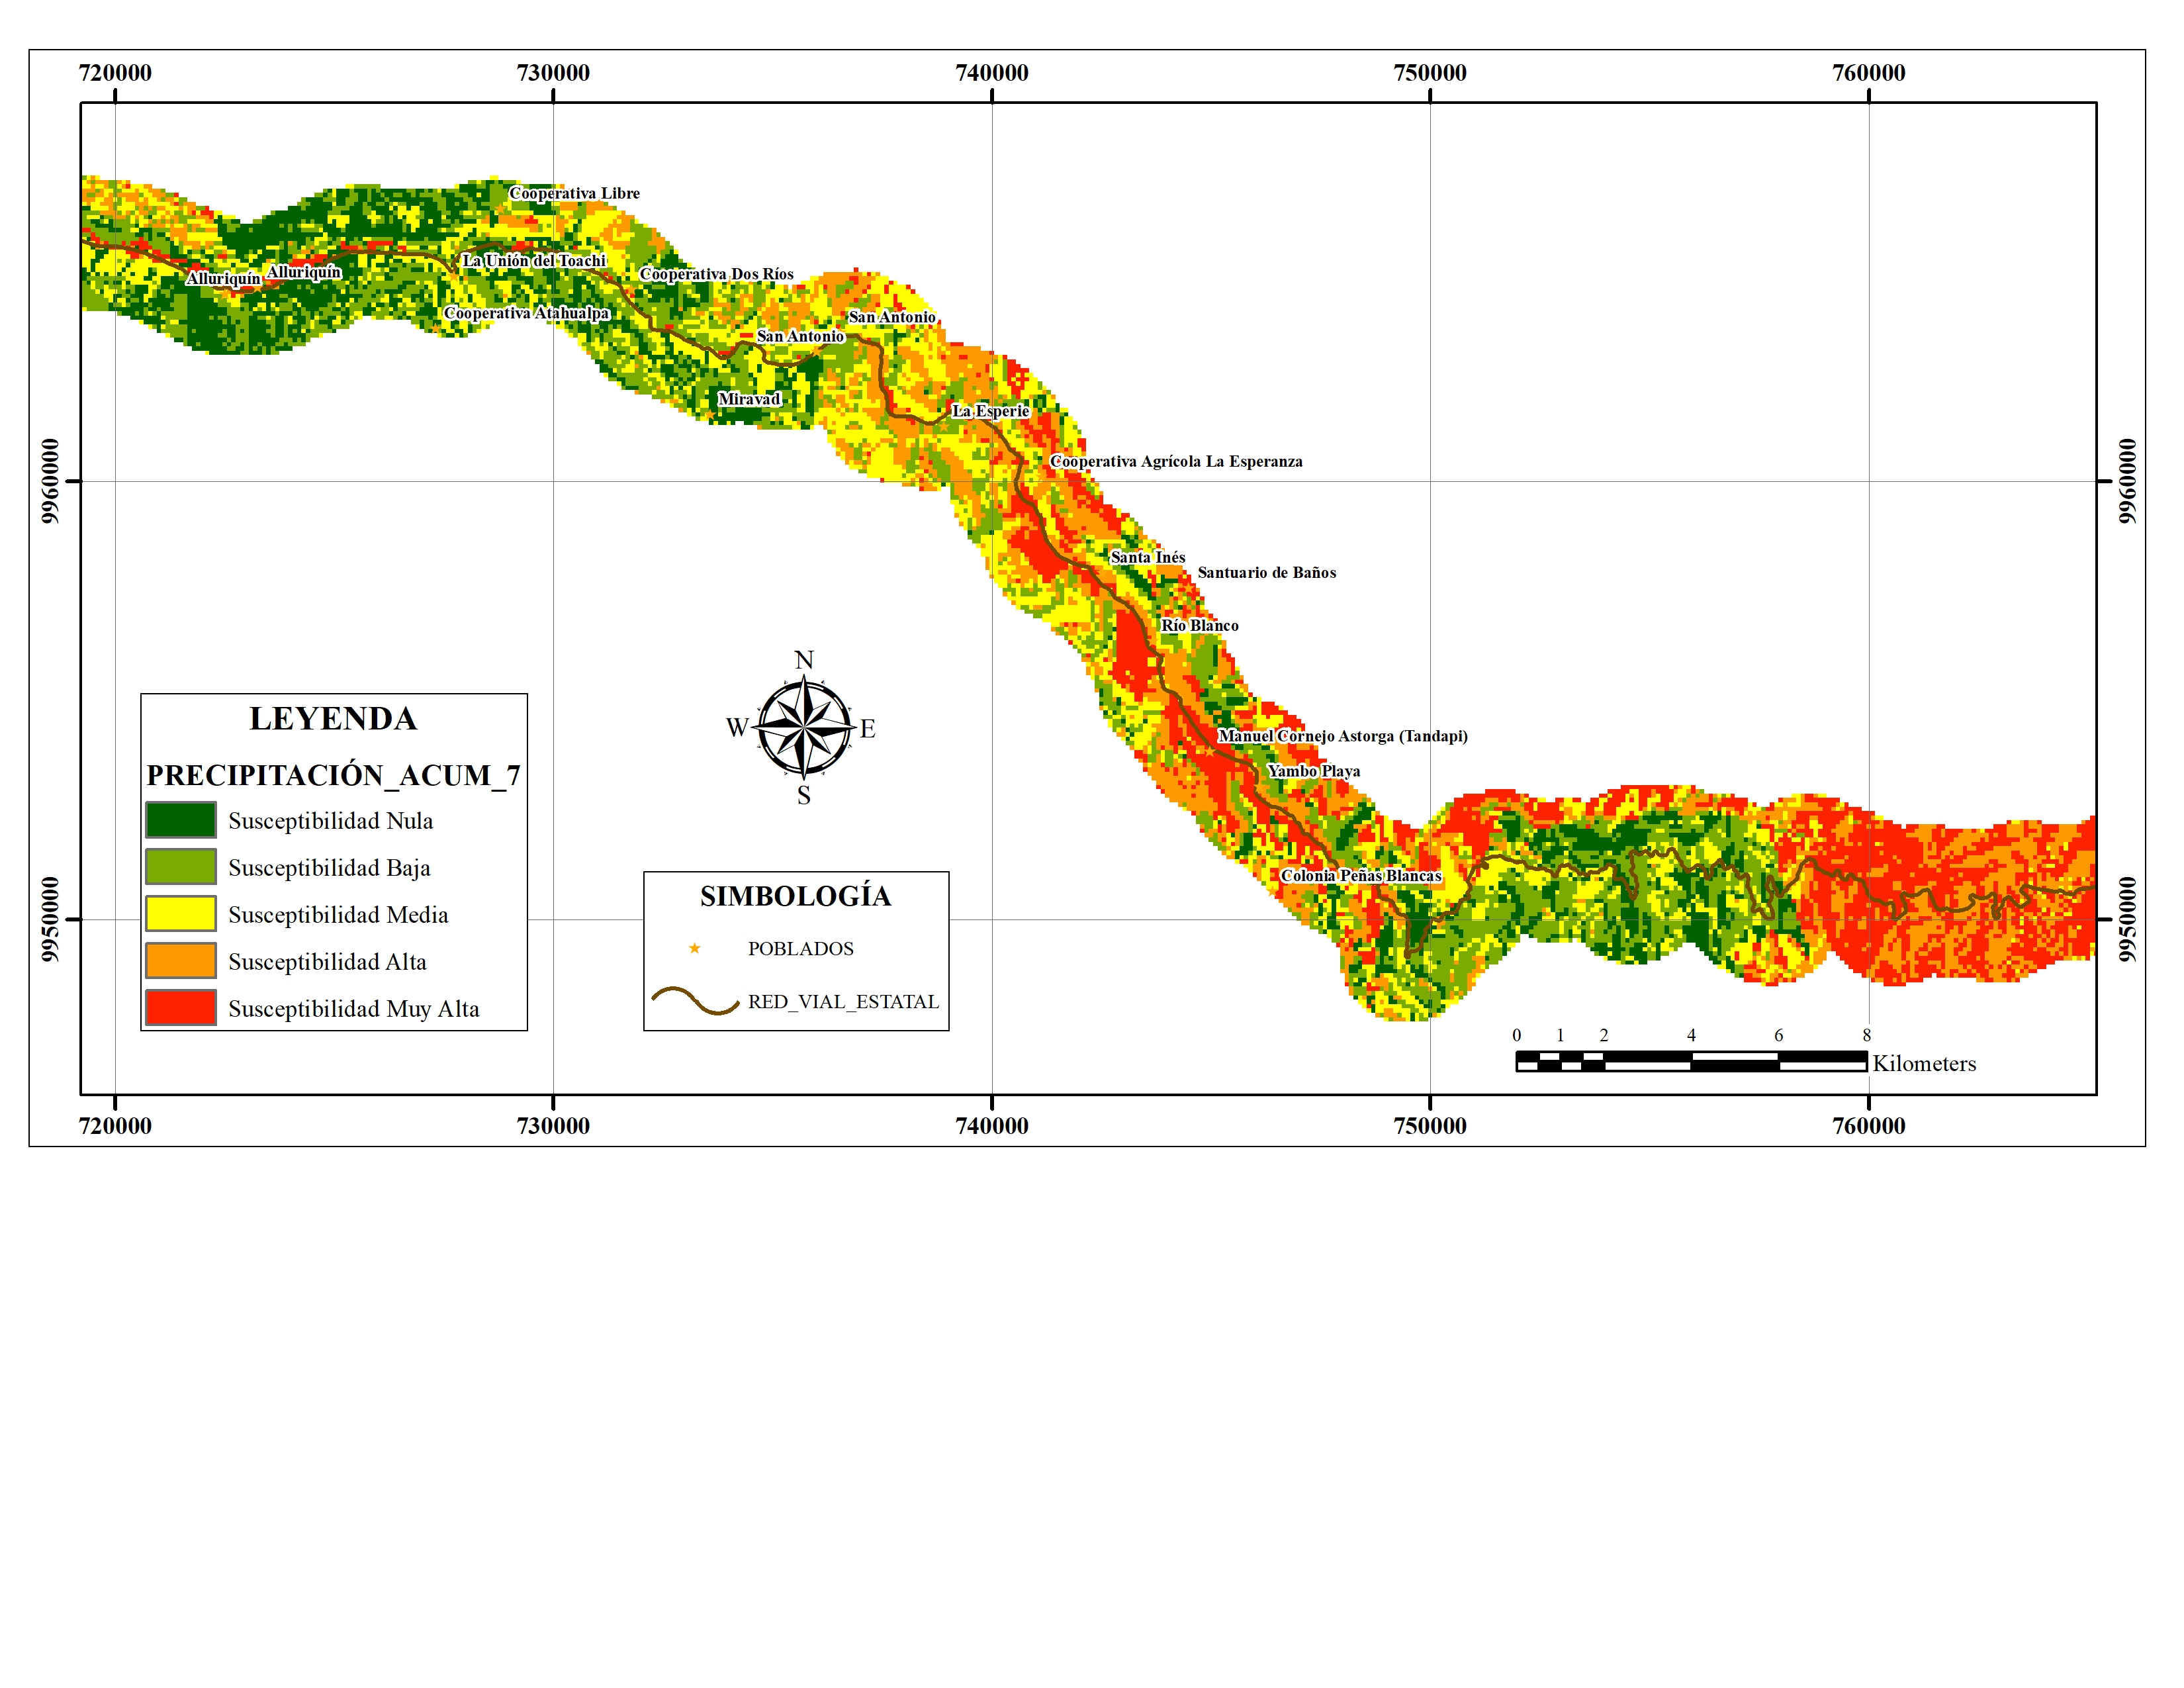 720000 730000 740000 750000 760000
Cooperativa Libre
La Unión del Toachi
Alluriquín
Alluriquín
Cooperativa Dos Ríos
Cooperativa Atahualpa
San Antonio
San Antonio
Miravad
La Esperie
Cooperativa Agrícola La Esperanza
9960000
9960000
Santa Inés
Santuario de Baños
Río Blanco
Manuel Cornejo Astorga (Tandapi)
Yambo Playa
Colonia Peñas Blancas
N
W
E
S
LEYENDA
PRECIPITACIÓN_ACUM_7
Susceptibilidad Nula
Susceptibilidad Baja
Susceptibilidad Media
Susceptibilidad Alta
Susceptibilidad Muy Alta
SIMBOLOGÍA
POBLADOS
RED_VIAL_ESTATAL
9950000
9950000
0 1 2 4 6 8
Kilometers
720000 730000 740000 750000 760000